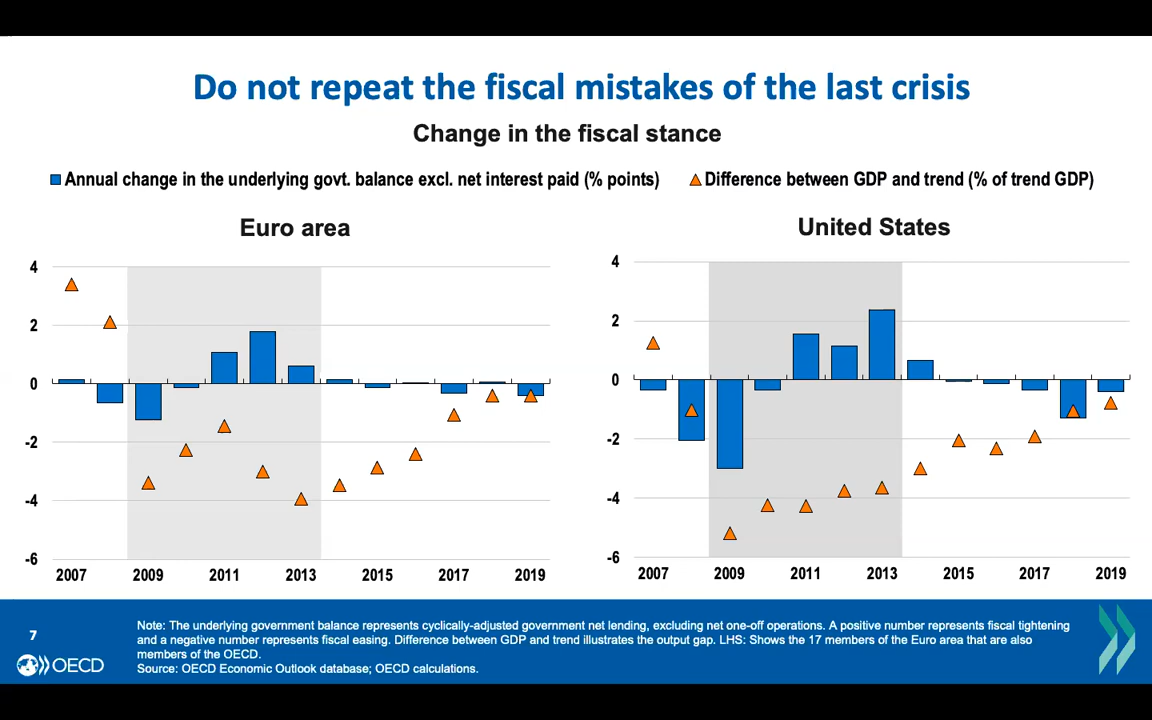 Do not repeat the fiscal mistakes of the last crisis
Change in the fiscal stance
Annual change in the underlying govt. balance excl. net interest paid (% points)
Difference between GDP and trend (% of trend GDP)
Euro area
4
2
0
-2
-4
-6
2007 2009 2011 2013 2015 2017 2019
United States
4
2
0
-2
-4
-6
2007 2009 2011 2013 2015 2017 2019
7
OECD
Note: The underlying government balance represents cyclically-adjusted government net lending, excluding net one-off operations. A positive number represents fiscal tightening
and a negative number represents fiscal easing. Difference between GDP and trend illustrates the output gap. LHS: Shows the 17 members of the Euro area that are also
members of the OECD.
Source: OECD Economic Outlook database; OECD calculations.